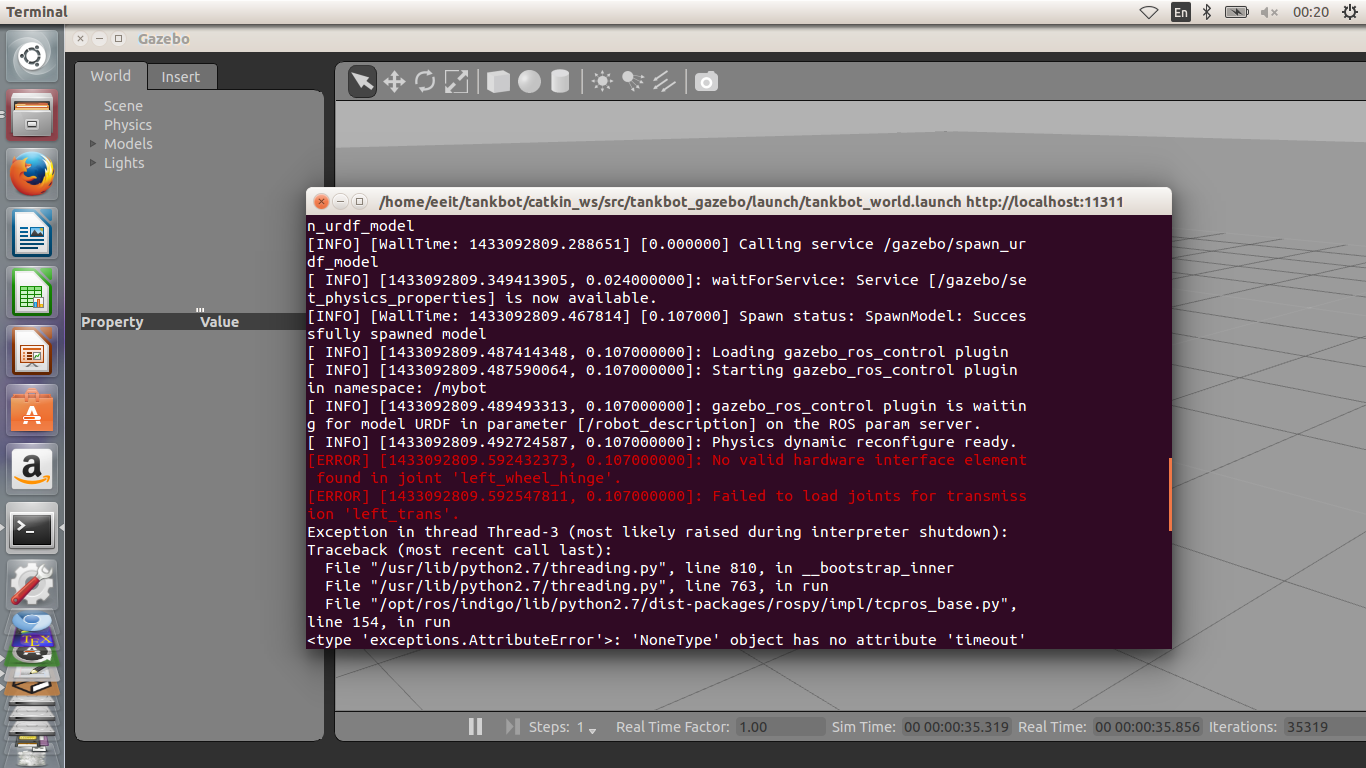 Terminal
En
00:20
Gazebo
World
Insert
Scene
Physics
Models
Lights
Property
Value
/home/eeit/tankbot/catkin_ws/src/tankbot_gazebo/launch/tankbot_world.launch http://localhost:11311
n_urdf_model
[INFO] [WallTime: 1433092809.288651] [0.000000] Calling service /gazebo/spawn_ur
df_model
[ INFO] [1433092809.349413905, 0.024000000]: waitForService: Service [/gazebo/se
t_physics_properties] is now available.
[INFO] [WallTime: 1433092809.467814] [0.107000] Spawn status: SpawnModel: Succes
sfully spawned model
[ INFO] [1433092809.487414348, 0.107000000]: Loading gazebo_ros_control plugin
[ INFO] [1433092809.487590064, 0.107000000]: Starting gazebo_ros_control plugin
in namespace: /mybot
[ INFO] [1433092809.489493313, 0.107000000]: gazebo_ros_control plugin is waitin
g for model URDF in parameter [/robot_description] on the ROS param server.
[ INFO] [1433092809.492724587, 0.107000000]: Physics dynamic reconfigure ready.
[ERROR] [1433092809.592432373, 0.107000000]: No valid hardware interface element
 found in joint 'left_wheel_hinge'.
[ERROR] [1433092809.592547811, 0.107000000]: Failed to load joints for transmiss
ion 'left_trans'.
Exception in thread Thread-3 (most likely raised during interpreter shutdown):
Traceback (most recent call last):
  File "/usr/lib/python2.7/threading.py", line 810, in __bootstrap_inner
  File "/usr/lib/python2.7/threading.py", line 763, in run
  File "/opt/ros/indigo/lib/python2.7/dist-packages/rospy/impl/tcpros_base.py",
line 154, in run
<type 'exceptions.AttributeError'>: 'NoneType' object has no attribute 'timeout'
Steps: 1
Real Time Factor: 1.00
Sim Time: 00 00:00:35.319
Real Time: 00 00:00:35.856
Iterations: 35319